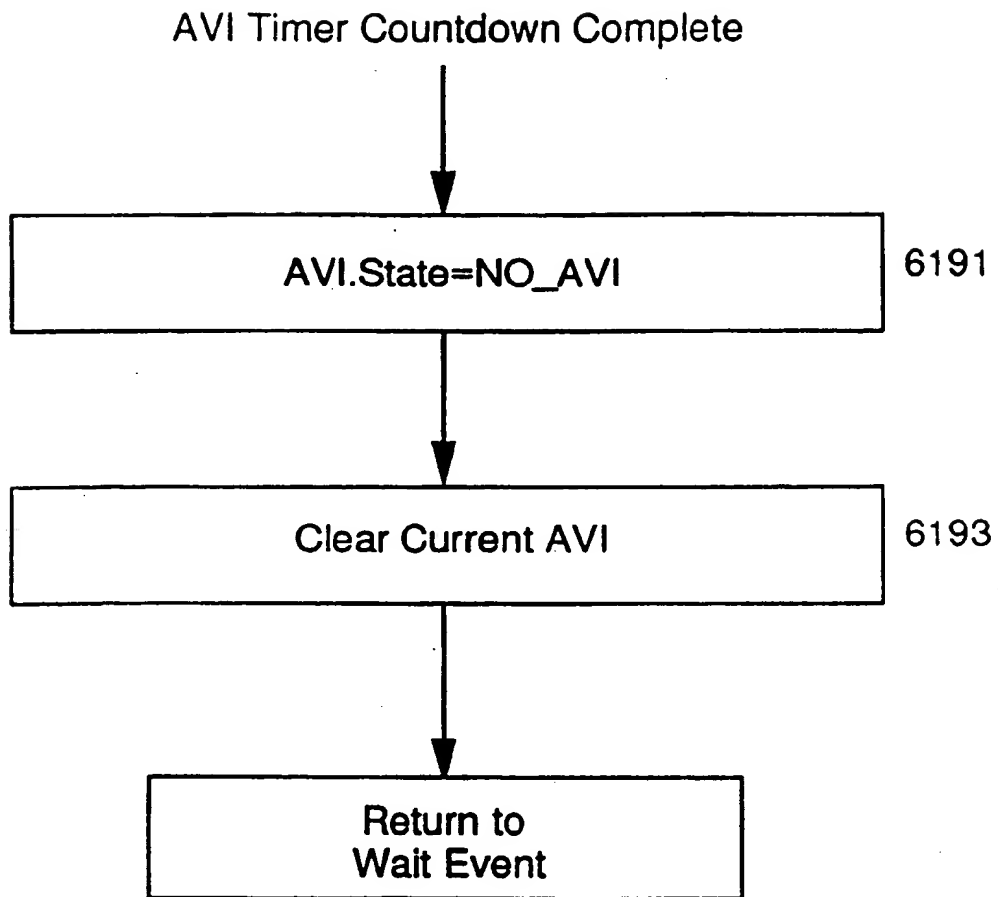 AVI Timer Countdown Complete
AVI.State=NO_AVI
6191
Clear Current AVI
6193
Return to
Wait Event